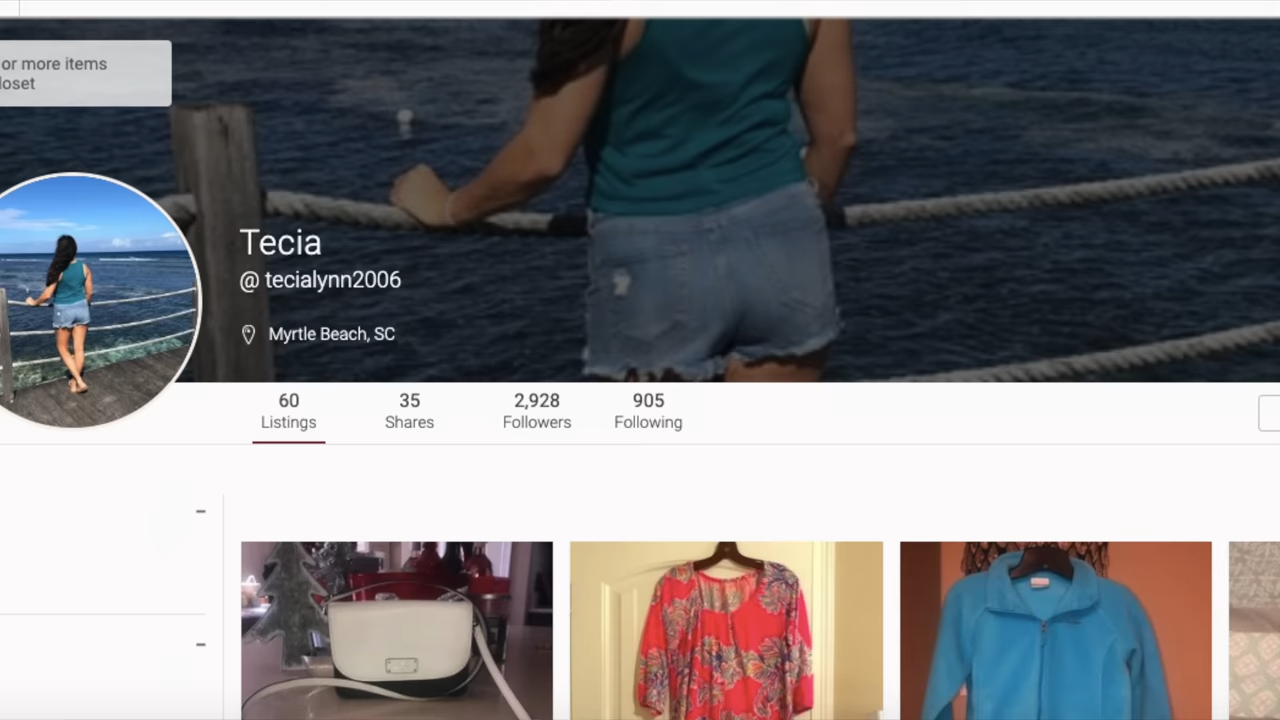 or more items
loset
Tecia
@ tecialynn2006
Myrtle Beach, SC
60 35 2,928 905
Listings Shares Followers Following